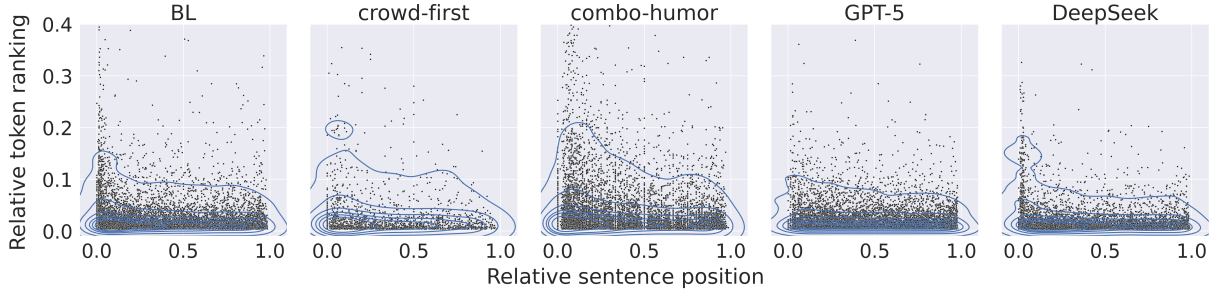 BL crowd-first combo-humor GPT-5 DeepSeek
Relative token ranking
0.4
0.3
0.2
0.1
0.0
0.0 0.5 1.0 0.0 0.5 1.0 0.0 0.5 1.0 0.0 0.5 1.0 0.0 0.5 1.0
Relative sentence position